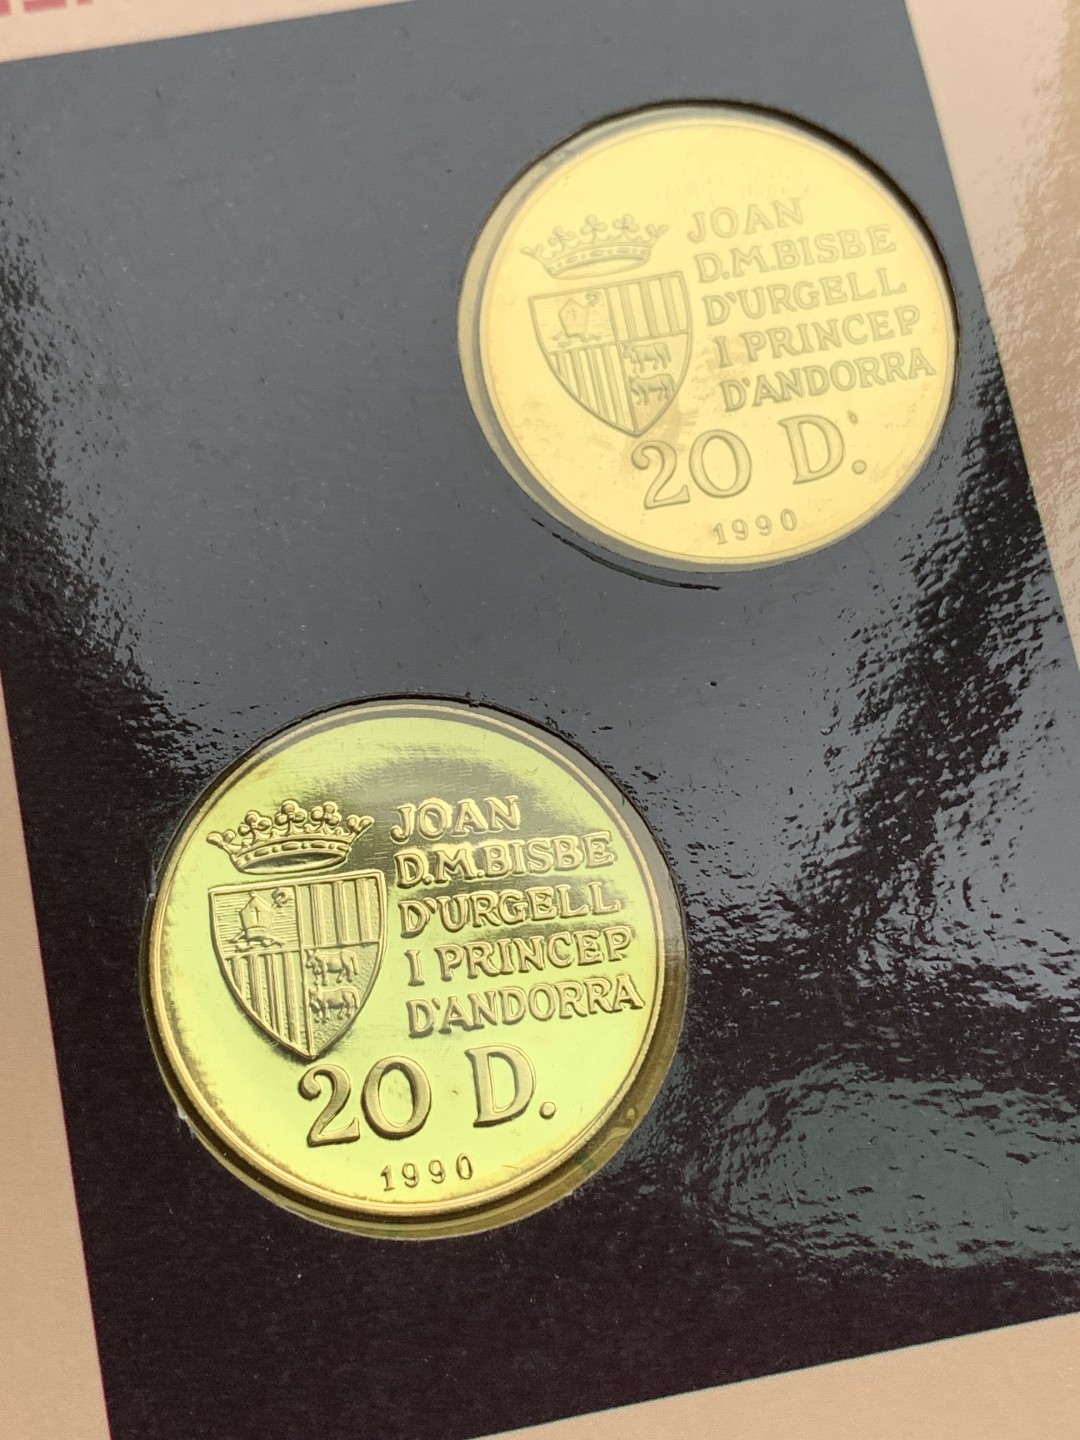 JOAN
D.M.BISBE
D'URGELL
I PRINCEP
D'ANDORRA
20 D.
1990
JOAN
D.M.BISBE
D'URGELL
I PRINCEP
D'ANDORRA
20 D.
1990